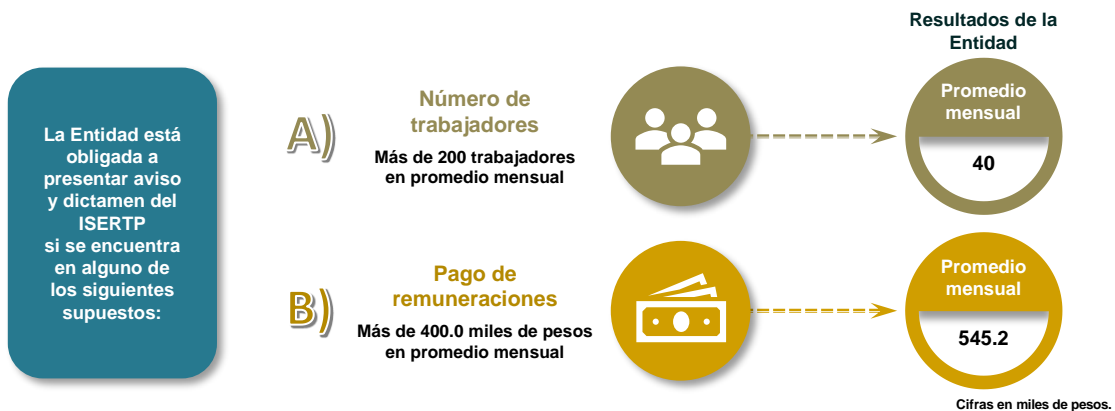 La Entidad está
obligada a
presentar aviso
y dictamen del
ISERTP
si se encuentra
en alguno de
los siguientes
supuestos:
A)
Número de
trabajadores
Más de 200 trabajadores
en promedio mensual
Resultados de la
Entidad
Promedio
mensual
40
B)
Pago de
remuneraciones
Más de 400.0 miles de pesos
en promedio mensual
Promedio
mensual
545.2
Cifras en miles de pesos.